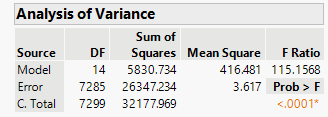 Analysis of Variance
Sum of
Source DF Squares Mean Square F Ratio
Model 14 5830.734 416.481 115.1568
Error 7285 26347.234 3.617 Prob > F
C. Total 7299 32177.969 <.0001*